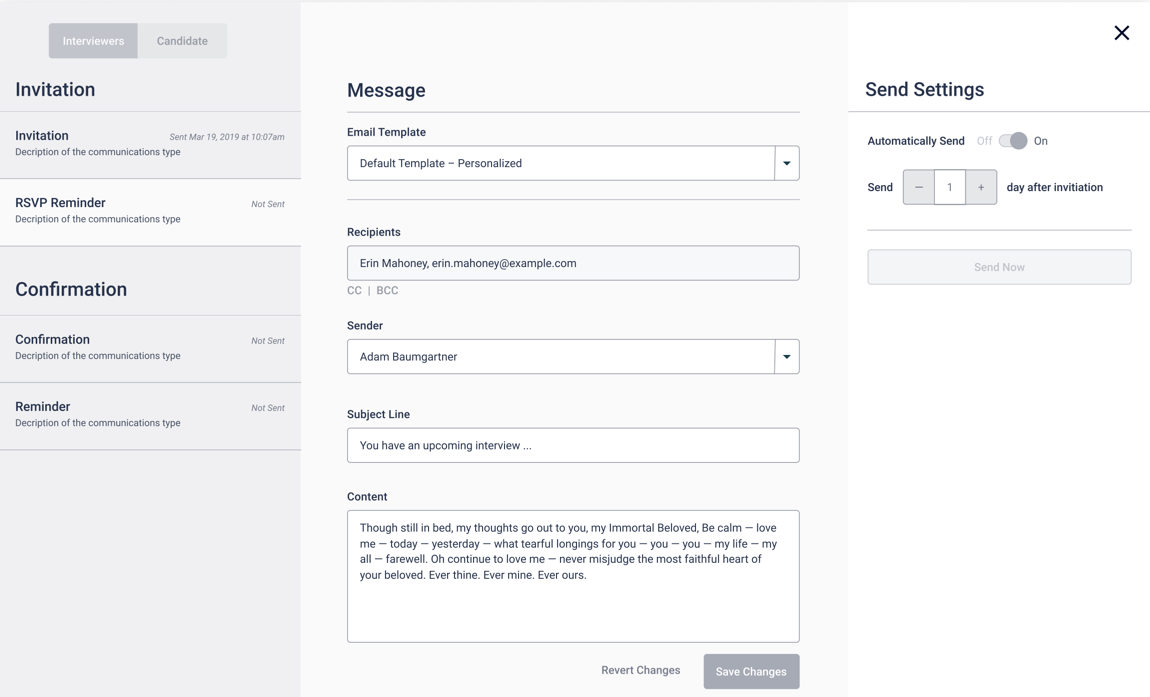 Interviewers
Candidate
Invitation
Invitation
Sent Mar 19, 2019 at 10:07am
Decription of the communications type
RSVP Reminder
Not Sent
Decription of the communications type
Confirmation
Confirmation
Not Sent
Decription of the communications type
Reminder
Not Sent
Decription of the communications type
Message
Email Template
Default Template – Personalized
Recipients
Erin Mahoney, erin.mahoney@example.com
CC | BCC
Sender
Adam Baumgartner
Subject Line
You have an upcoming interview ...
Content
Though still in bed, my thoughts go out to you, my Immortal Beloved, Be calm — love
me — today — yesterday — what tearful longings for you — you — you — my life — my
all — farewell. Oh continue to love me — never misjudge the most faithful heart of
your beloved. Ever thine. Ever mine. Ever ours.
Revert Changes
Save Changes
Send Settings
Automatically Send Off On
Send − 1 + day after invitiation
Send Now